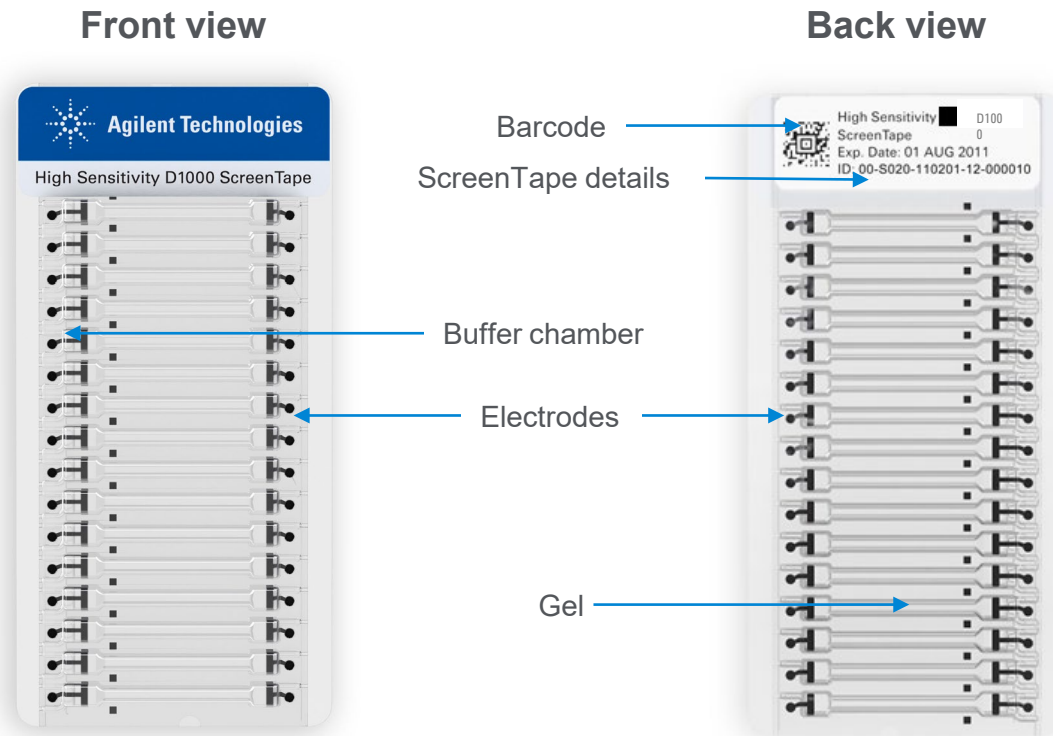 Front view
Back view
Agilent Technologies
High Sensitivity D1000 ScreenTape
Barcode
ScreenTape details
Buffer chamber
Electrodes
Gel
High Sensitivity D100
ScreenTape 0
Exp. Date: 01 AUG 2011
ID: 00-S020-110201-12-000010